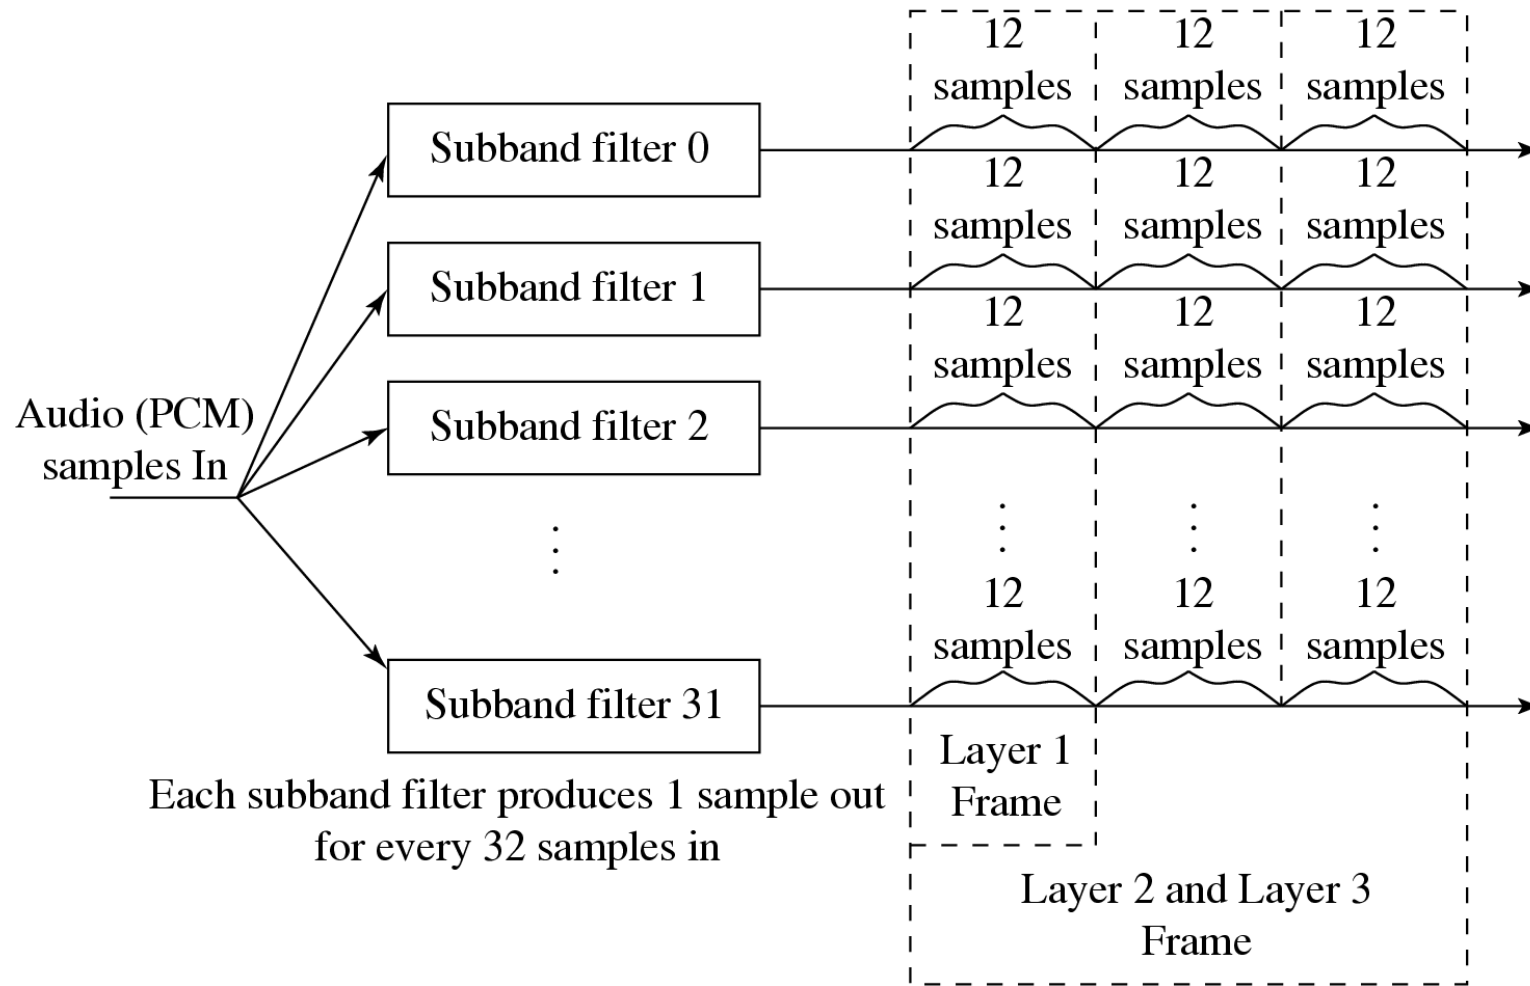 12 12 12
samples samples samples
Subband filter 0
12 12 12
samples samples samples
Subband filter 1
12 12 12
samples samples samples
Subband filter 2
Audio (PCM)
samples In
12 12 12
samples samples samples
Subband filter 31
Each subband filter produces 1 sample out
for every 32 samples in
Layer 1
Frame
Layer 2 and Layer 3
Frame